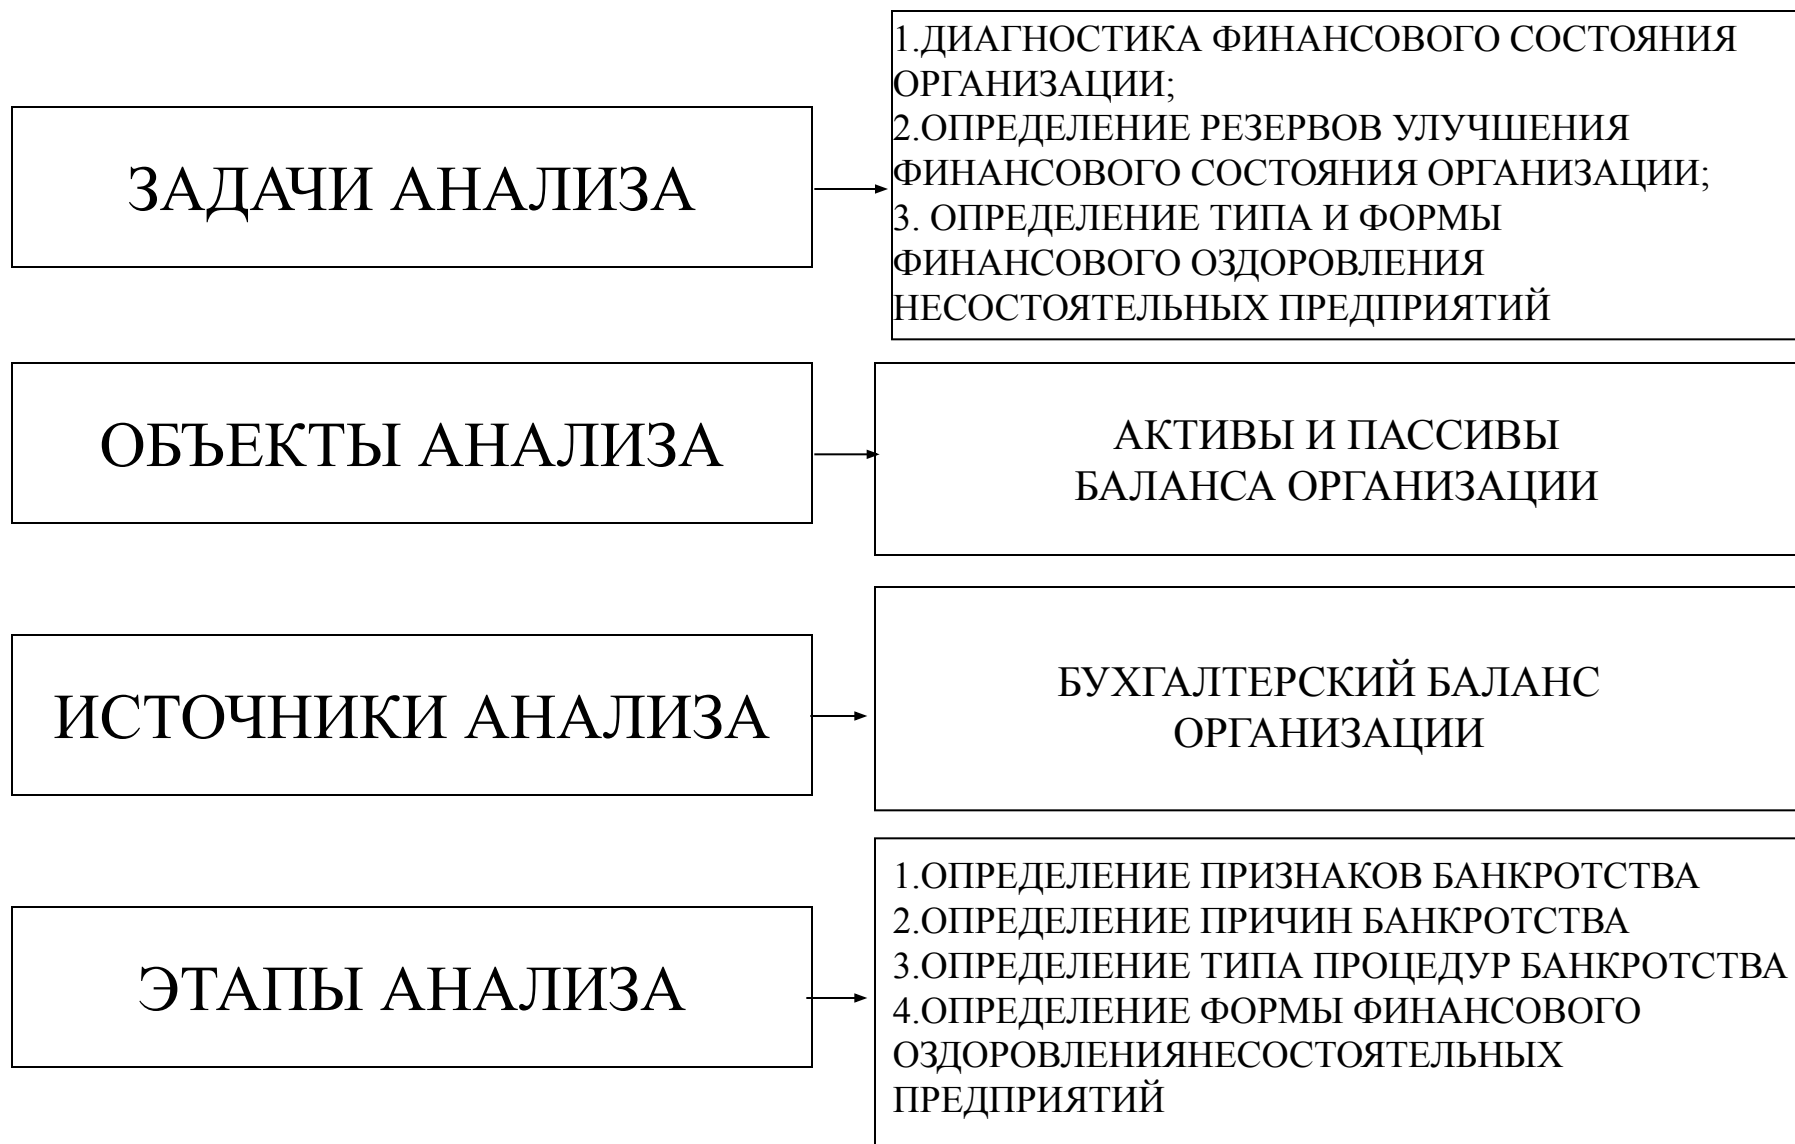 ЗАДАЧИ АНАЛИЗА
1.ДИАГНОСТИКА ФИНАНСОВОГО СОСТОЯНИЯ
ОРГАНИЗАЦИИ;
2.ОПРЕДЕЛЕНИЕ РЕЗЕРВОВ УЛУЧШЕНИЯ
ФИНАНСОВОГО СОСТОЯНИЯ ОРГАНИЗАЦИИ;
3. ОПРЕДЕЛЕНИЕ ТИПА И ФОРМЫ
ФИНАНСОВОГО ОЗДОРОВЛЕНИЯ
НЕСОСТОЯТЕЛЬНЫХ ПРЕДПРИЯТИЙ
ОБЪЕКТЫ АНАЛИЗА
АКТИВЫ И ПАССИВЫ
БАЛАНСА ОРГАНИЗАЦИИ
ИСТОЧНИКИ АНАЛИЗА
БУХГАЛТЕРСКИЙ БАЛАНС
ОРГАНИЗАЦИИ
ЭТАПЫ АНАЛИЗА
1.ОПРЕДЕЛЕНИЕ ПРИЗНАКОВ БАНКРОТСТВА
2.ОПРЕДЕЛЕНИЕ ПРИЧИН БАНКРОТСТВА
3.ОПРЕДЕЛЕНИЕ ТИПА ПРОЦЕДУР БАНКРОТСТВА
4.ОПРЕДЕЛЕНИЕ ФОРМЫ ФИНАНСОВОГО
ОЗДОРОВЛЕНИЯНЕСОСТОЯТЕЛЬНЫХ
ПРЕДПРИЯТИЙ